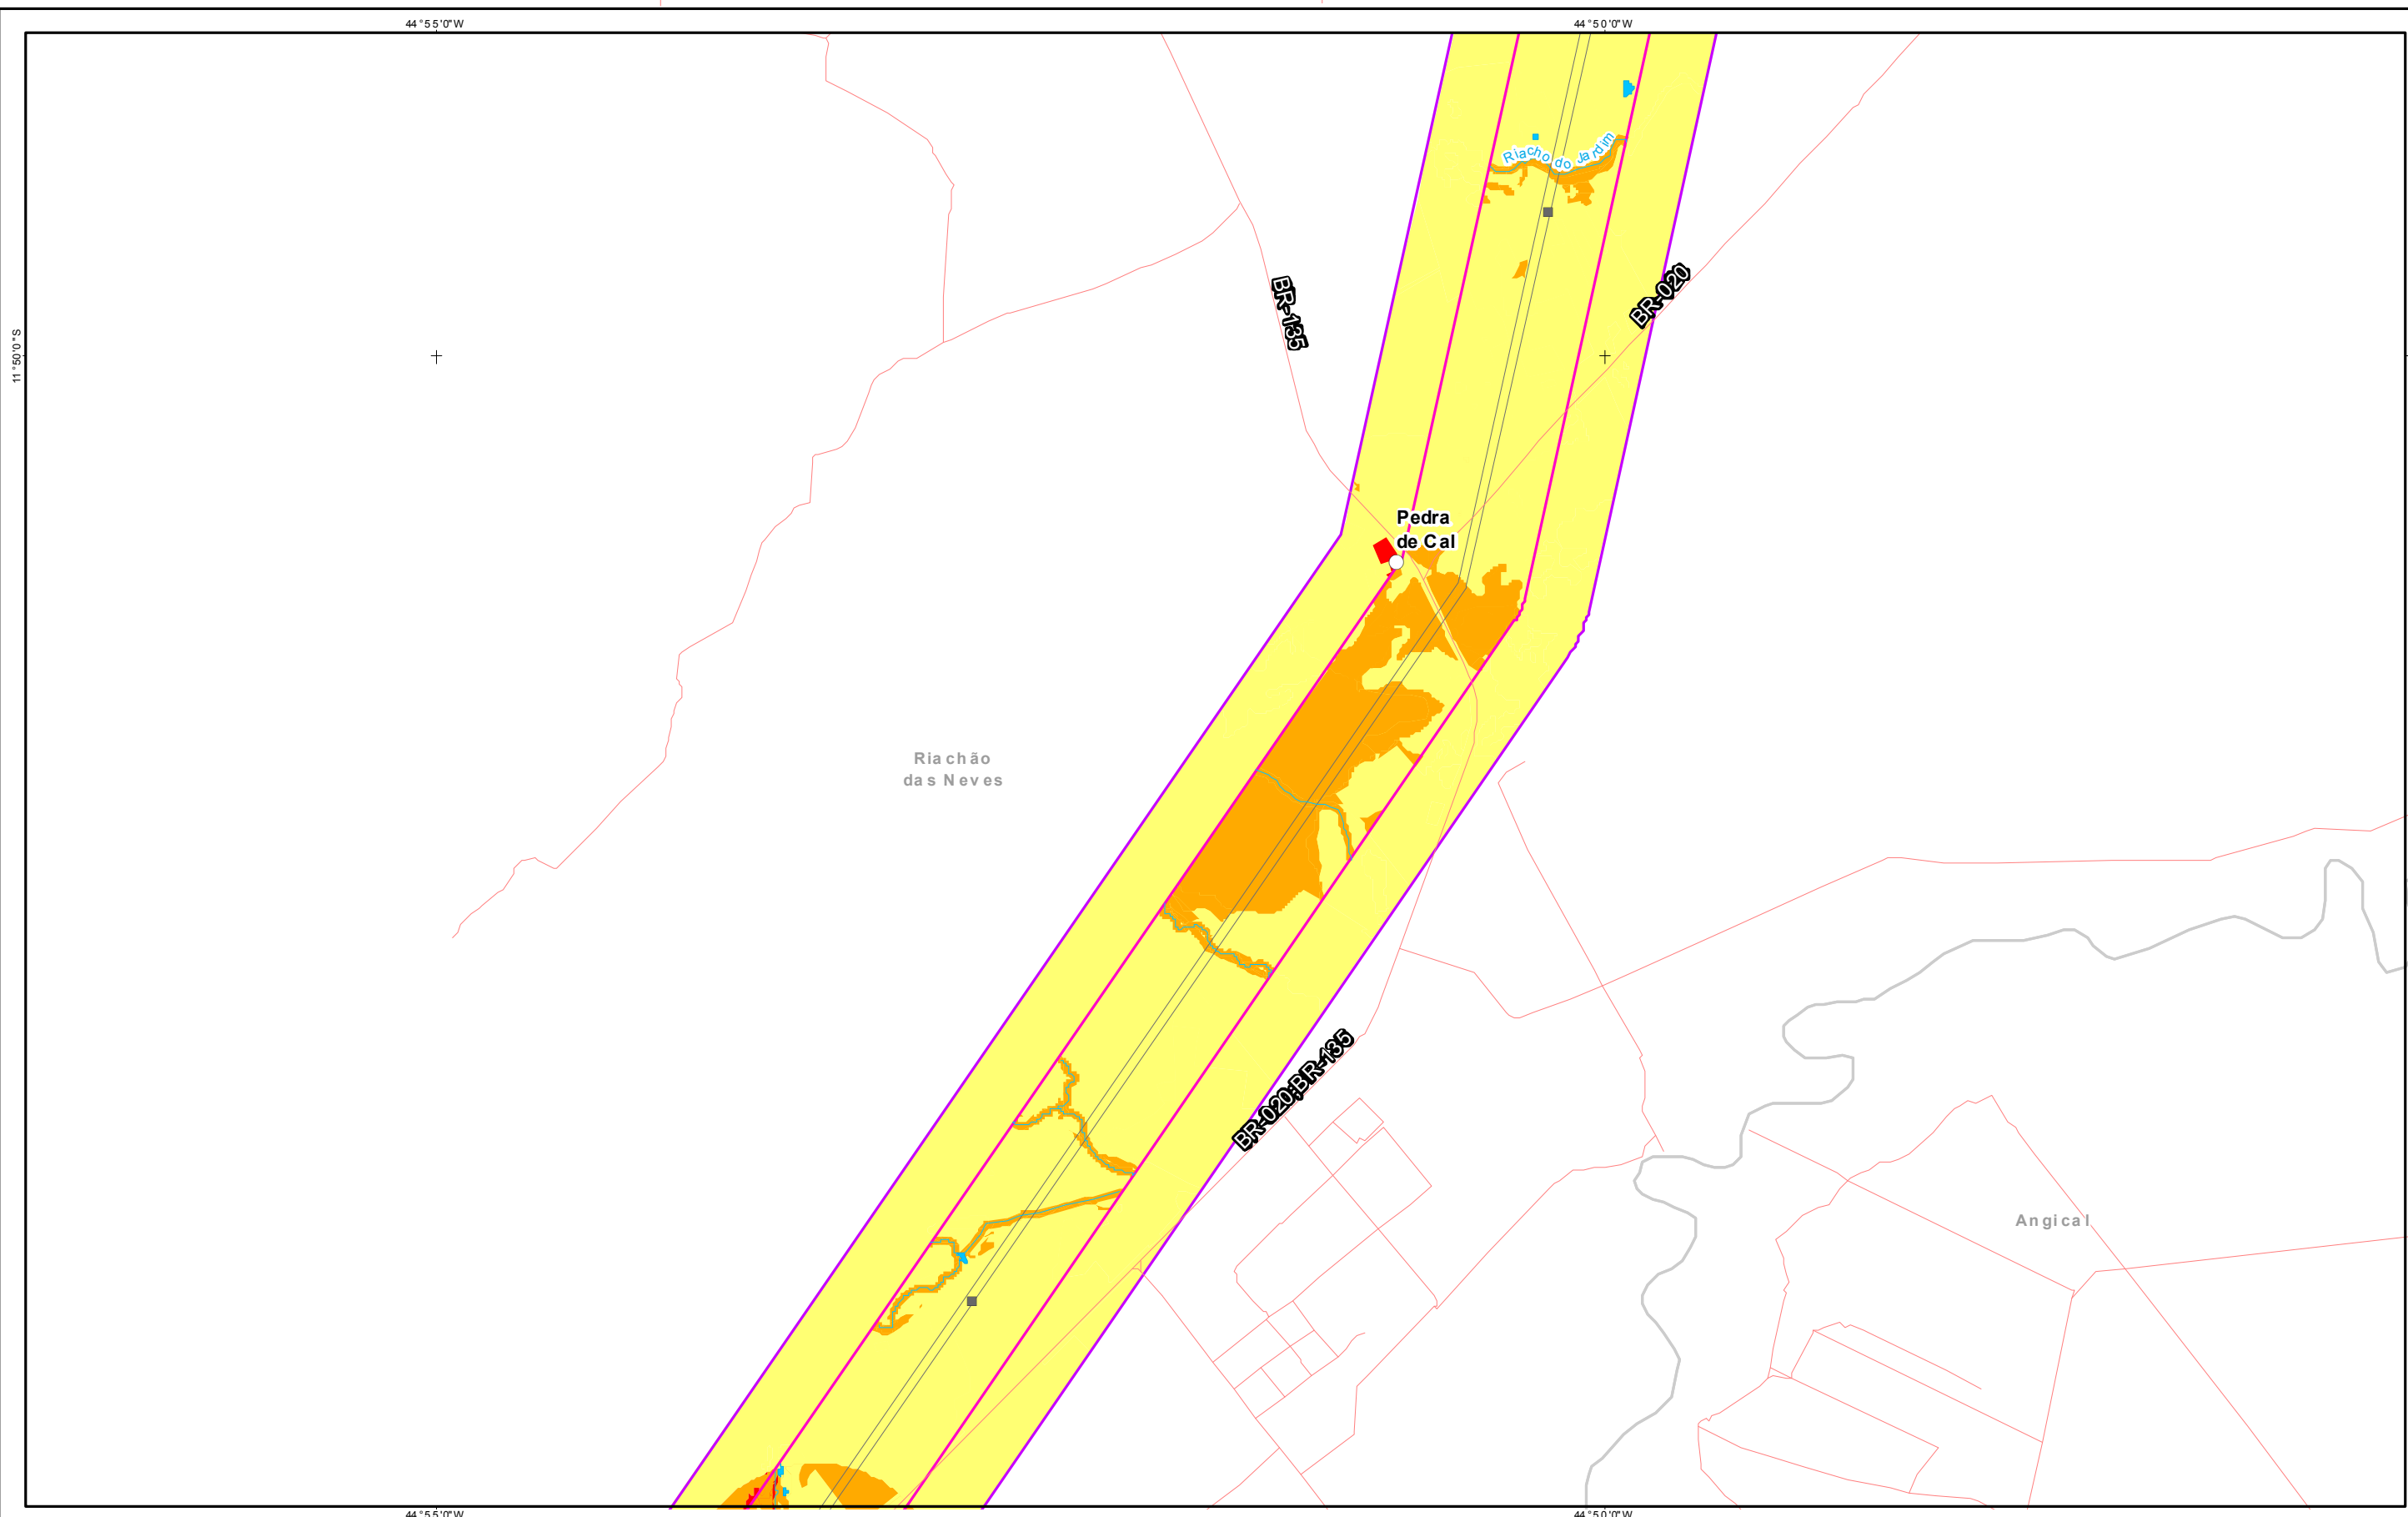 44°55'0"W
44°50'0"W
Riacho do Jardim
BR-135
BR-020
11°50'0"S
Pedra
de Cal
Riachão
das Neves
BR-020;BR-135
Angical
44°55'0"W
44°50'0"W